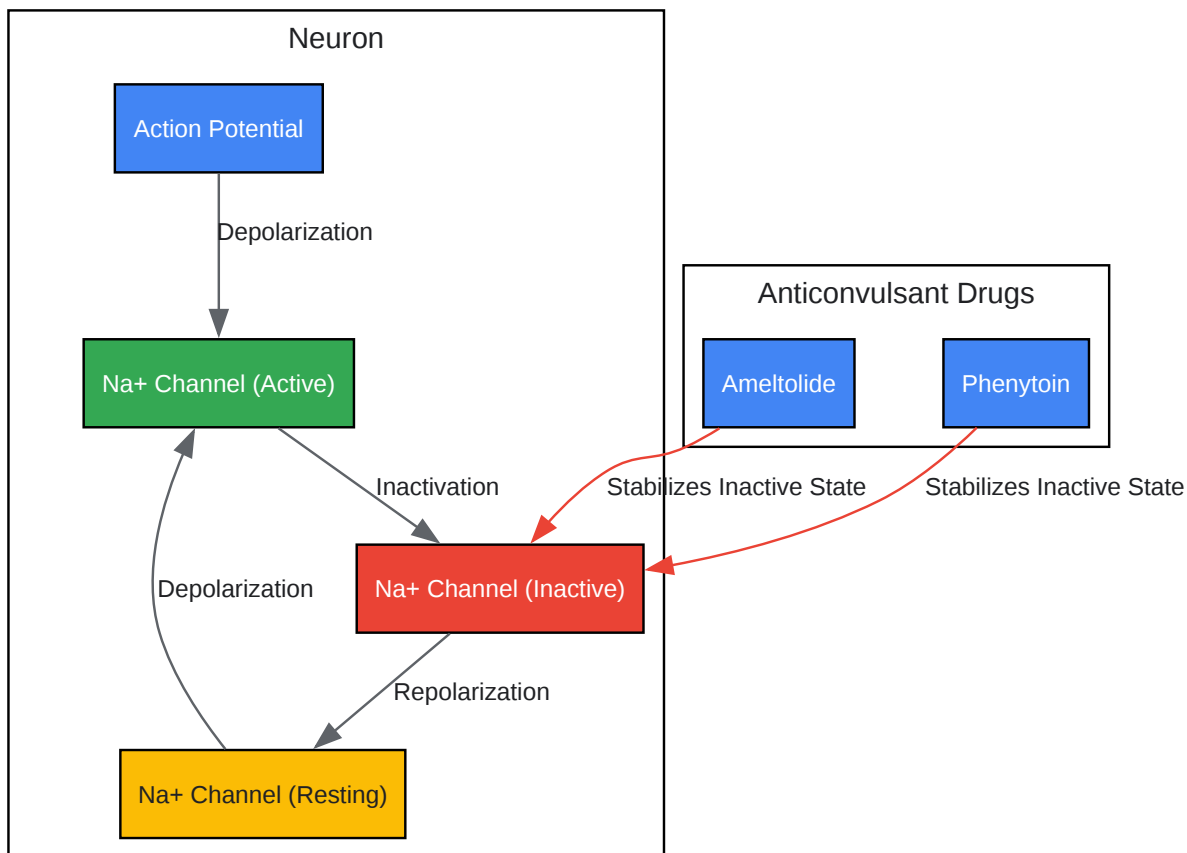 Neuron
Action Potential
Depolarization
Anticonvulsant Drugs
Na+ Channel (Active)
Ameltolide
Phenytoin
Inactivation
Stabilizes Inactive State
Stabilizes Inactive State
Depolarization
Na+ Channel (Inactive)
Repolarization
Na+ Channel (Resting)